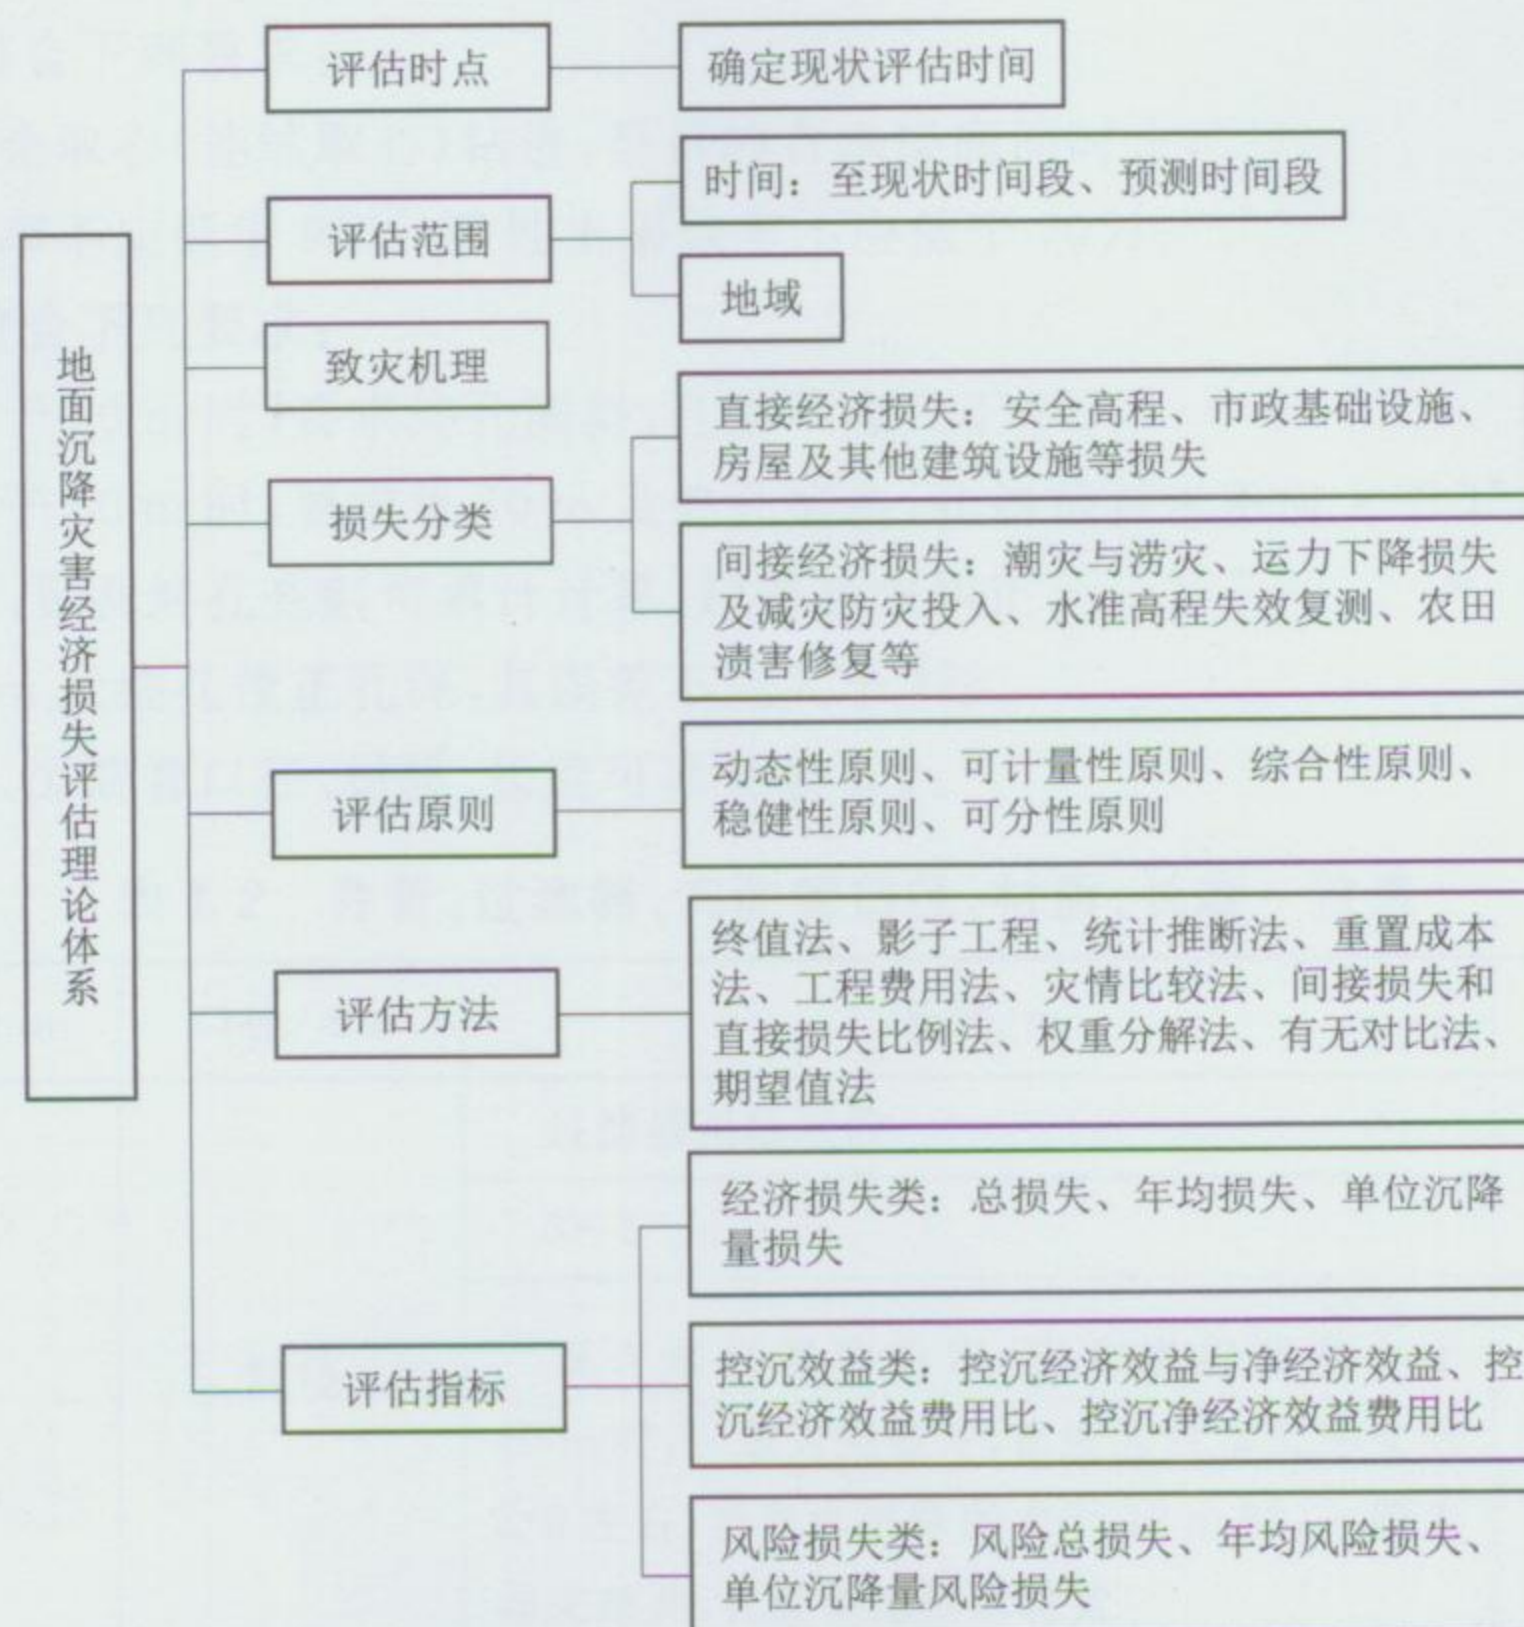 地面沉降灾害经济损失评估理论体系
评估时点
确定现状评估时间
评估范围
时间：至现状时间段、预测时间段
地域
致灾机理
损失分类
直接经济损失：安全高程、市政基础设施、
房屋及其他建筑设施等损失
间接经济损失：潮灾与涝灾、运力下降损失
及减灾防灾投入、水准高程失效复测、农田
渍害修复等
评估原则
动态性原则、可计量性原则、综合性原则、
稳健性原则、可分性原则
评估方法
终值法、影子工程、统计推断法、重置成本
法、工程费用法、灾情比较法、间接损失和
直接损失比例法、权重分解法、有无对比法、
期望值法
评估指标
经济损失类：总损失、年均损失、单位沉降
量损失
控沉效益类：控沉经济效益与净经济效益、控
沉经济效益费用比、控沉净经济效益费用比
风险损失类：风险总损失、年均风险损失、
单位沉降量风险损失